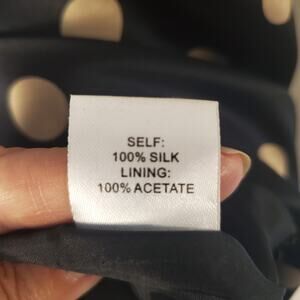 SELF:
100% SILK
LINING:
100% ACETATE